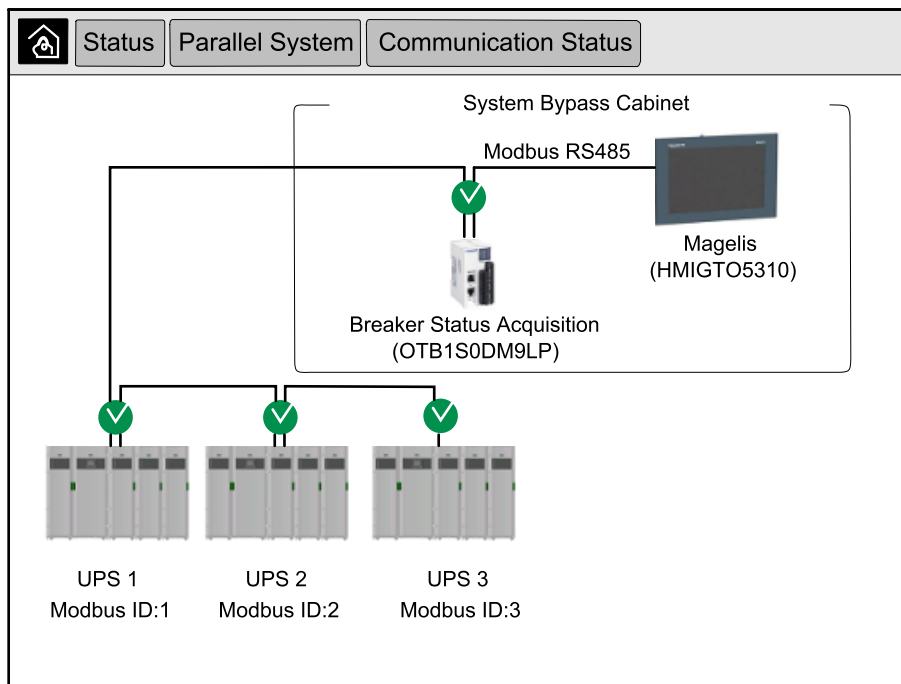 Status
Parallel System
Communication Status
System Bypass Cabinet
Modbus RS485
Magelis
(HMIGTO5310)
Breaker Status Acquisition
(OTB1S0DM9LP)
UPS 1
Modbus ID:1
UPS 2
Modbus ID:2
UPS 3
Modbus ID:3